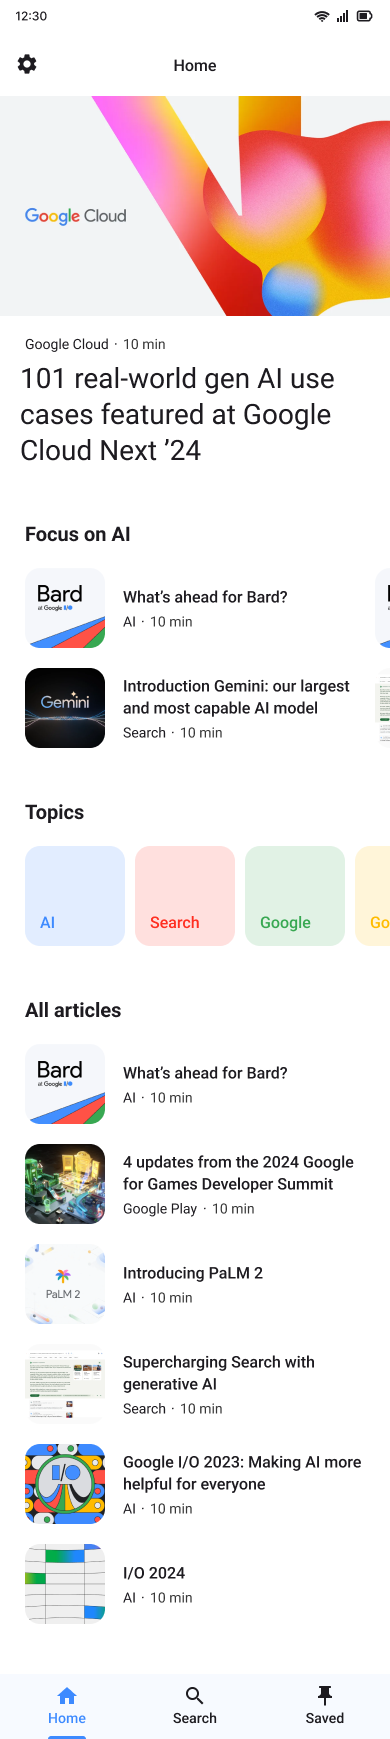 12:30
Home
Google Cloud
Google Cloud · 10 min
101 real-world gen AI use
cases featured at Google
Cloud Next ’24
Focus on AI
Bard
at Google I/O
What’s ahead for Bard?
AI · 10 min
Gemini
Introduction Gemini: our largest
and most capable AI model
Search · 10 min
Topics
AI
Search
Google
Go
All articles
Bard
at Google I/O
What’s ahead for Bard?
AI · 10 min
4 updates from the 2024 Google
for Games Developer Summit
Google Play · 10 min
PaLM 2
Introducing PaLM 2
AI · 10 min
Supercharging Search with
generative AI
Search · 10 min
I/O
Google I/O 2023: Making AI more
helpful for everyone
AI · 10 min
I/O 2024
AI · 10 min
Home
Search
Saved